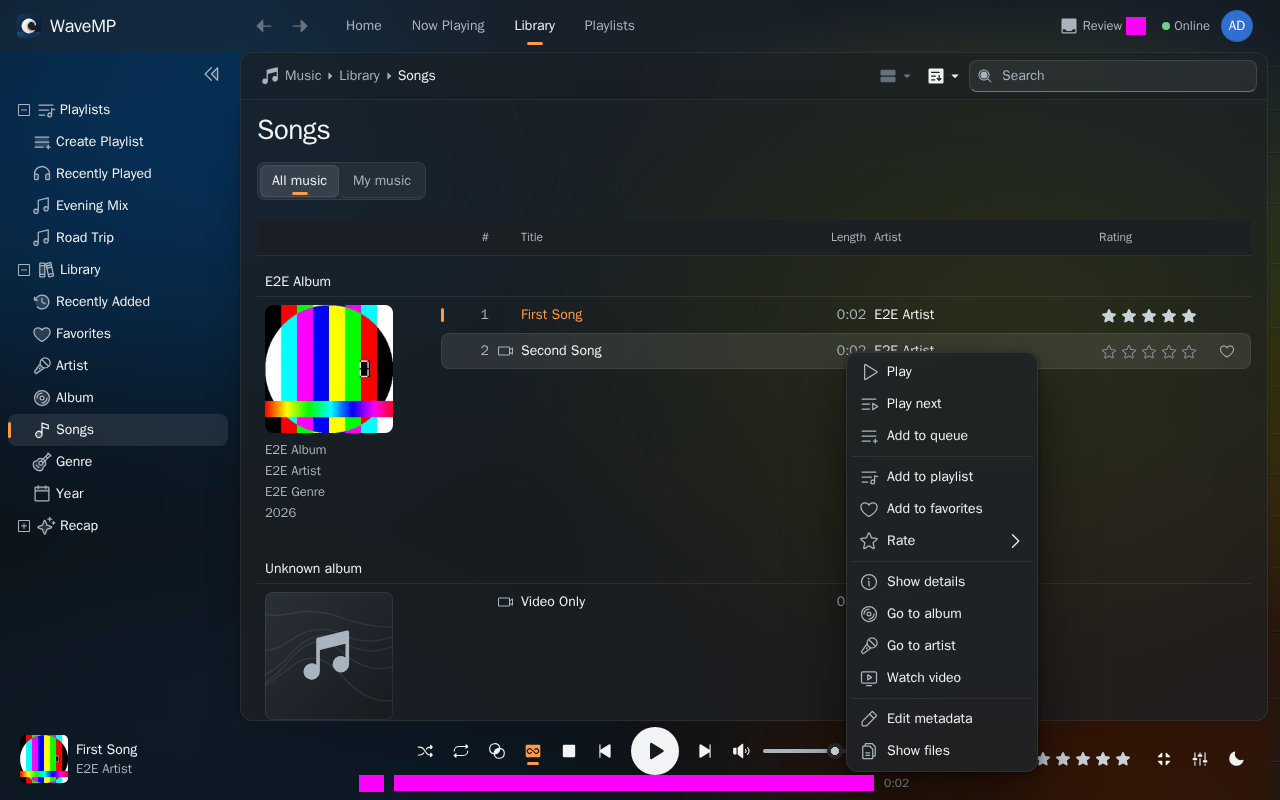 WaveMP
Home
Now Playing
Library
Playlists
Review
Online
AD
Music
Library
Songs
Search
Playlists
Create Playlist
Recently Played
Evening Mix
Road Trip
Library
Recently Added
Favorites
Artist
Album
Songs
Genre
Year
Recap
Songs
All music
My music
# Title Length Artist Rating
E2E Album
1 First Song 0:02 E2E Artist
2 Second Song 0:02 E2E Artist
E2E Album
E2E Artist
E2E Genre
2026
Unknown album
Video Only
Play
Play next
Add to queue
Add to playlist
Add to favorites
Rate
Show details
Go to album
Go to artist
Watch video
Edit metadata
Show files
First Song
E2E Artist
0:02